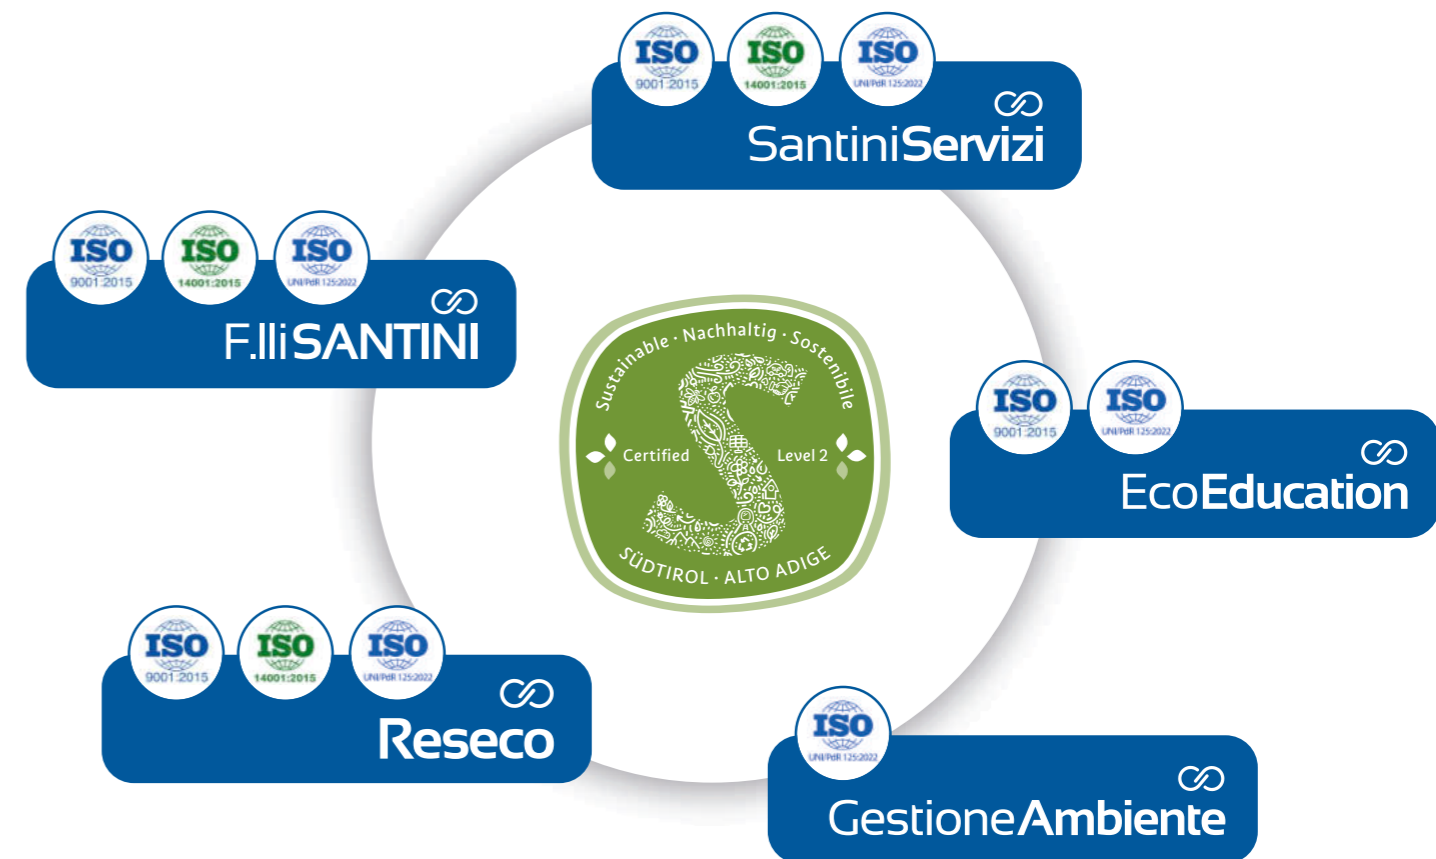 ISO
9001:2015
ISO
14001:2015
ISO
UNI/PdR 125:2022
SantiniServizi
ISO
9001:2015
ISO
14001:2015
ISO
UNI/PdR 125:2022
F.lli SANTINI
Sustainable · Nachhaltig · Sostenibile
Certified
Level 2
SÜDTIROL · ALTO ADIGE
ISO
9001:2015
ISO
UNI/PdR 125:2022
EcoEducation
ISO
9001:2015
ISO
14001:2015
ISO
UNI/PdR 125:2022
Reseco
ISO
UNI/PdR 125:2022
GestioneAmbiente